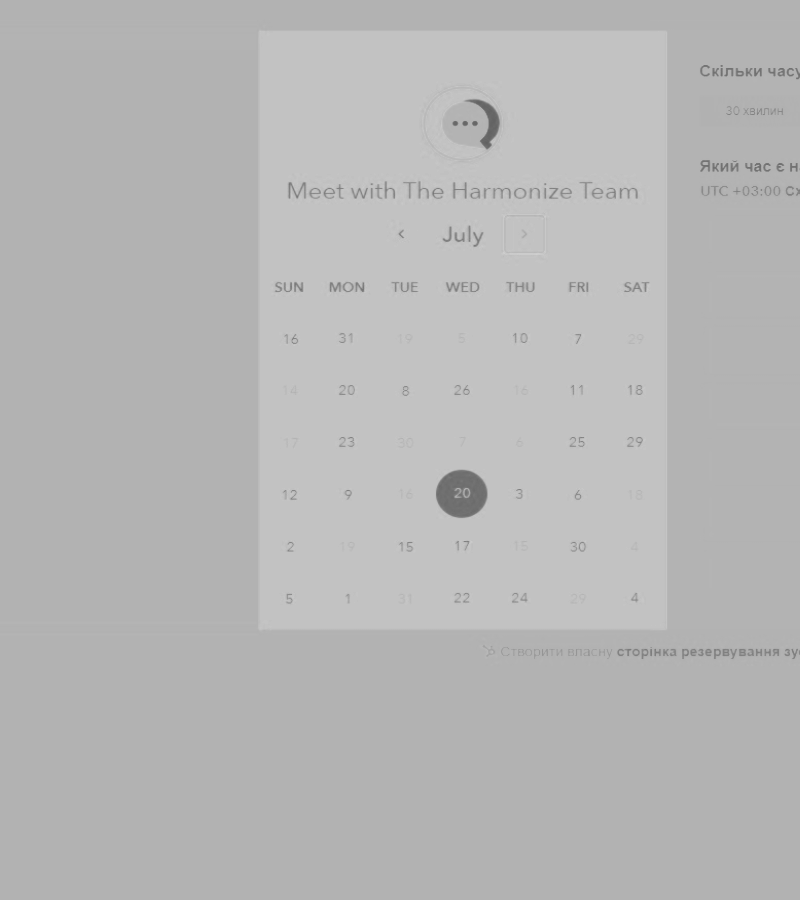 Meet with The Harmonize Team
July
SUN MON TUE WED THU FRI SAT
16 31 19 5 10 7 29
14 20 8 26 16 11 18
17 23 30 7 6 25 29
12 9 16 20 3 6 18
2 19 15 17 15 30 4
5 1 31 22 24 29 4
Скільки часу
30 хвилин
Який час є н
UTC +03:00 Сх
Створити власну сторінка резервування зу